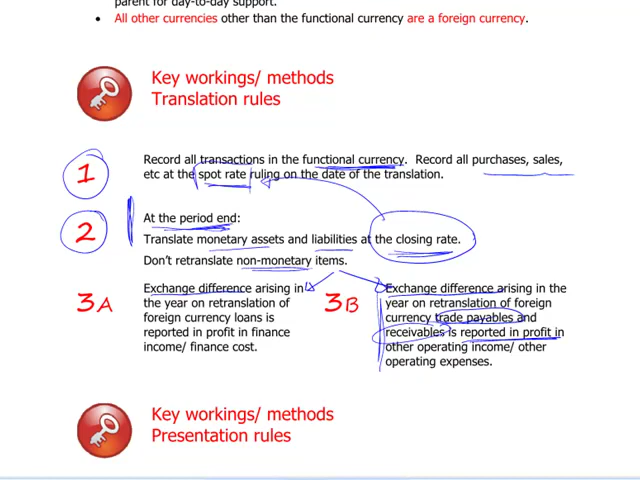 parent for day-to-day support.
• All other currencies other than the functional currency are a foreign currency.
Key workings/ methods
Translation rules
1
Record all transactions in the functional currency.  Record all purchases, sales,
etc at the spot rate ruling on the date of the translation.
2
At the period end:
Translate monetary assets and liabilities at the closing rate.
Don't retranslate non-monetary items.
3A
Exchange difference arising in
the year on retranslation of
foreign currency loans is
reported in profit in finance
income/ finance cost.
3B
Exchange difference arising in the
year on retranslation of foreign
currency trade payables and
receivables is reported in profit in
other operating income/ other
operating expenses.
Key workings/ methods
Presentation rules